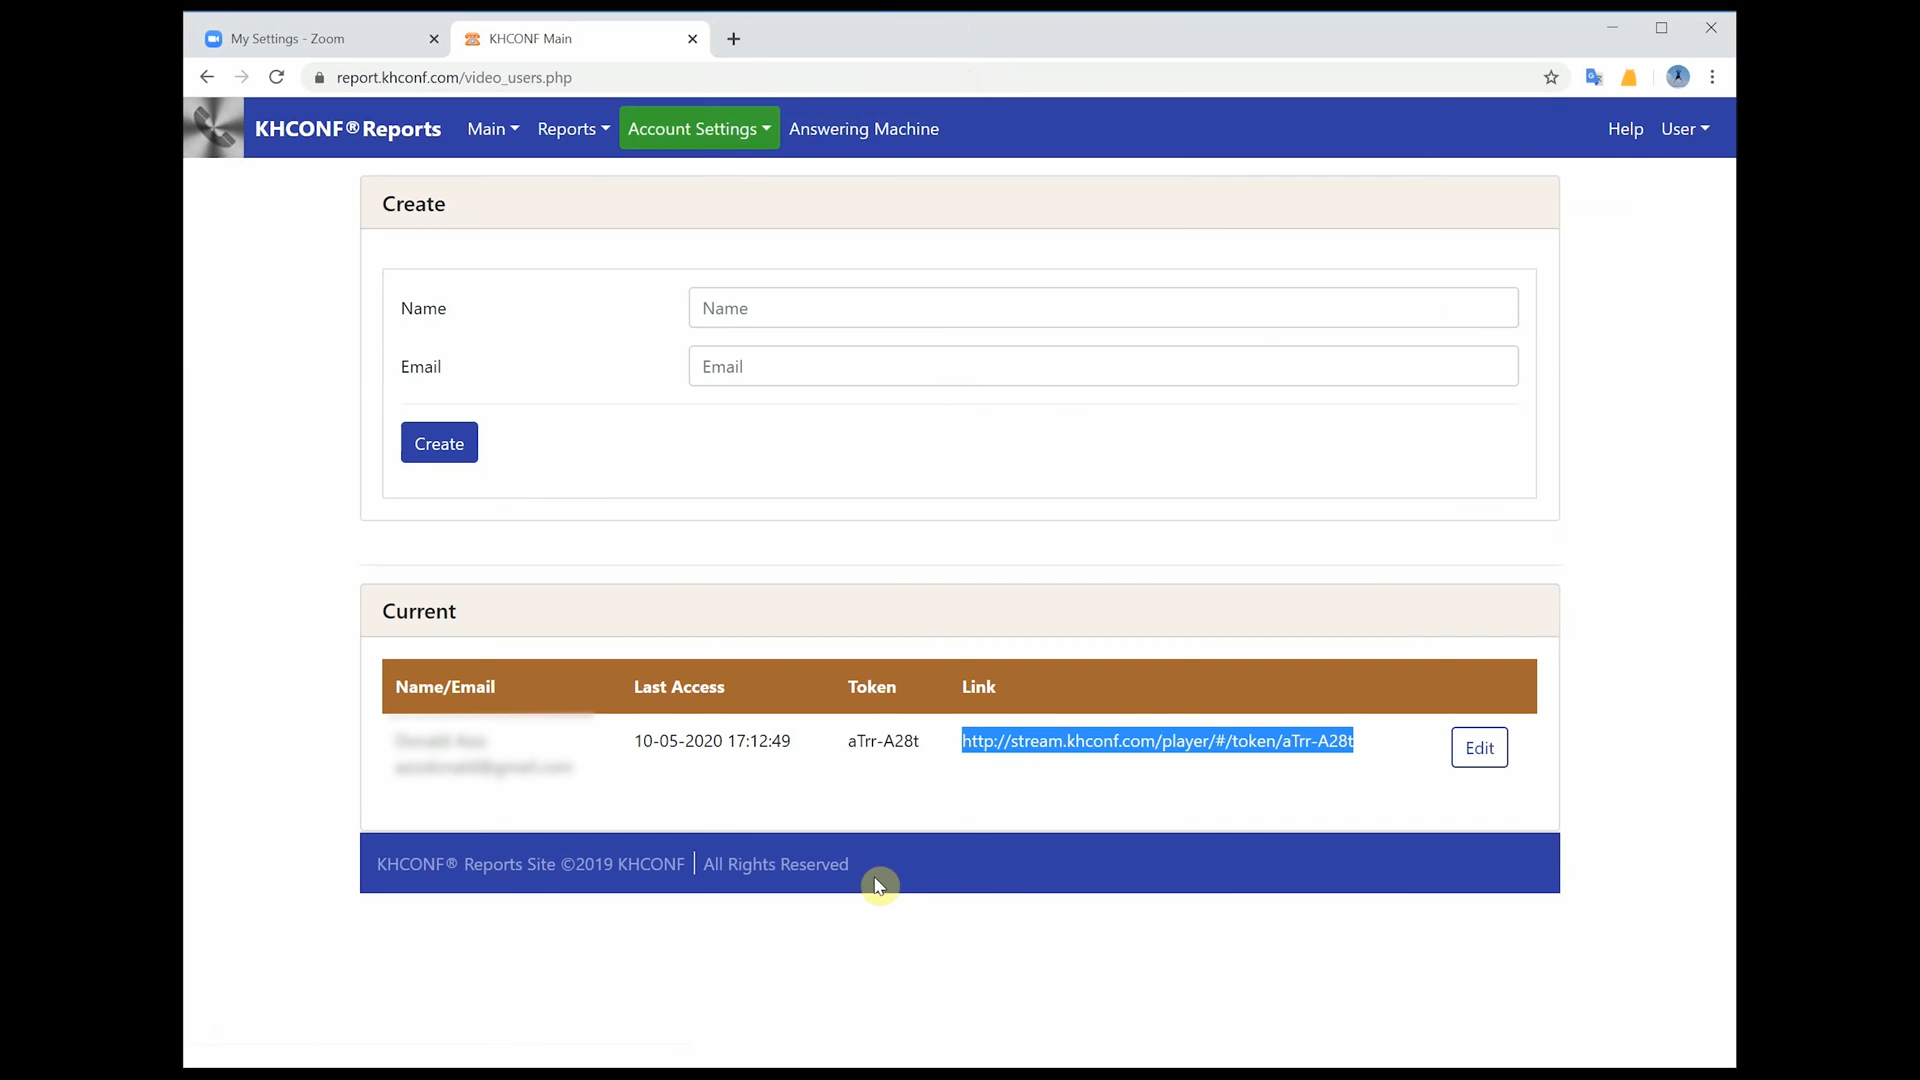 My Settings - Zoom
KHCONF Main
report.khconf.com/video_users.php
KHCONF®Reports Main Reports Account Settings Answering Machine Help User
Create
Name Name
Email Email
Create
Current
Name/Email Last Access Token Link
10-05-2020 17:12:49 aTrr-A28t http://stream.khconf.com/player/#/token/aTrr-A28t Edit
KHCONF® Reports Site ©2019 KHCONF All Rights Reserved